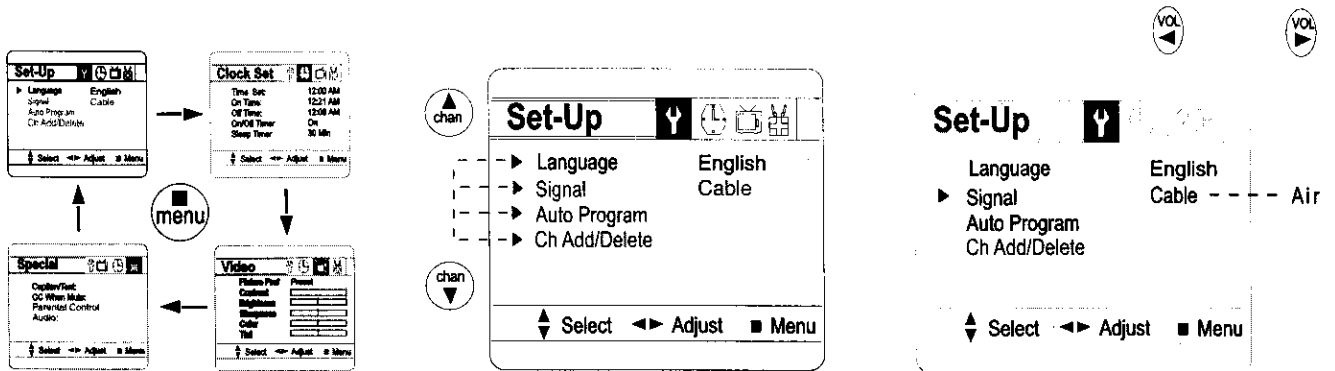 Set-Up
Language English
Signal Cable
Auto Program
Ch Add/Delete
Select Adjust Menu
Clock Set
Time Set: 12:00 AM
On Time: 12:21 AM
Off Time: 12:08 AM
On/Off Timer On
Sleep Timer 30 Min
Select Adjust Menu
menu
Special
Caption/Text:
CC When Mute:
Parental Control
Audio:
Select Adjust Menu
Video
Picture Pref Preset
Contrast
Brightness
Sharpness
Color
Tint
Select Adjust Menu
chan
chan
Set-Up
Language English
Signal Cable
Auto Program
Ch Add/Delete
Select Adjust Menu
VOL
VOL
Set-Up
Language English
Signal Cable Air
Auto Program
Ch Add/Delete
Select Adjust Menu